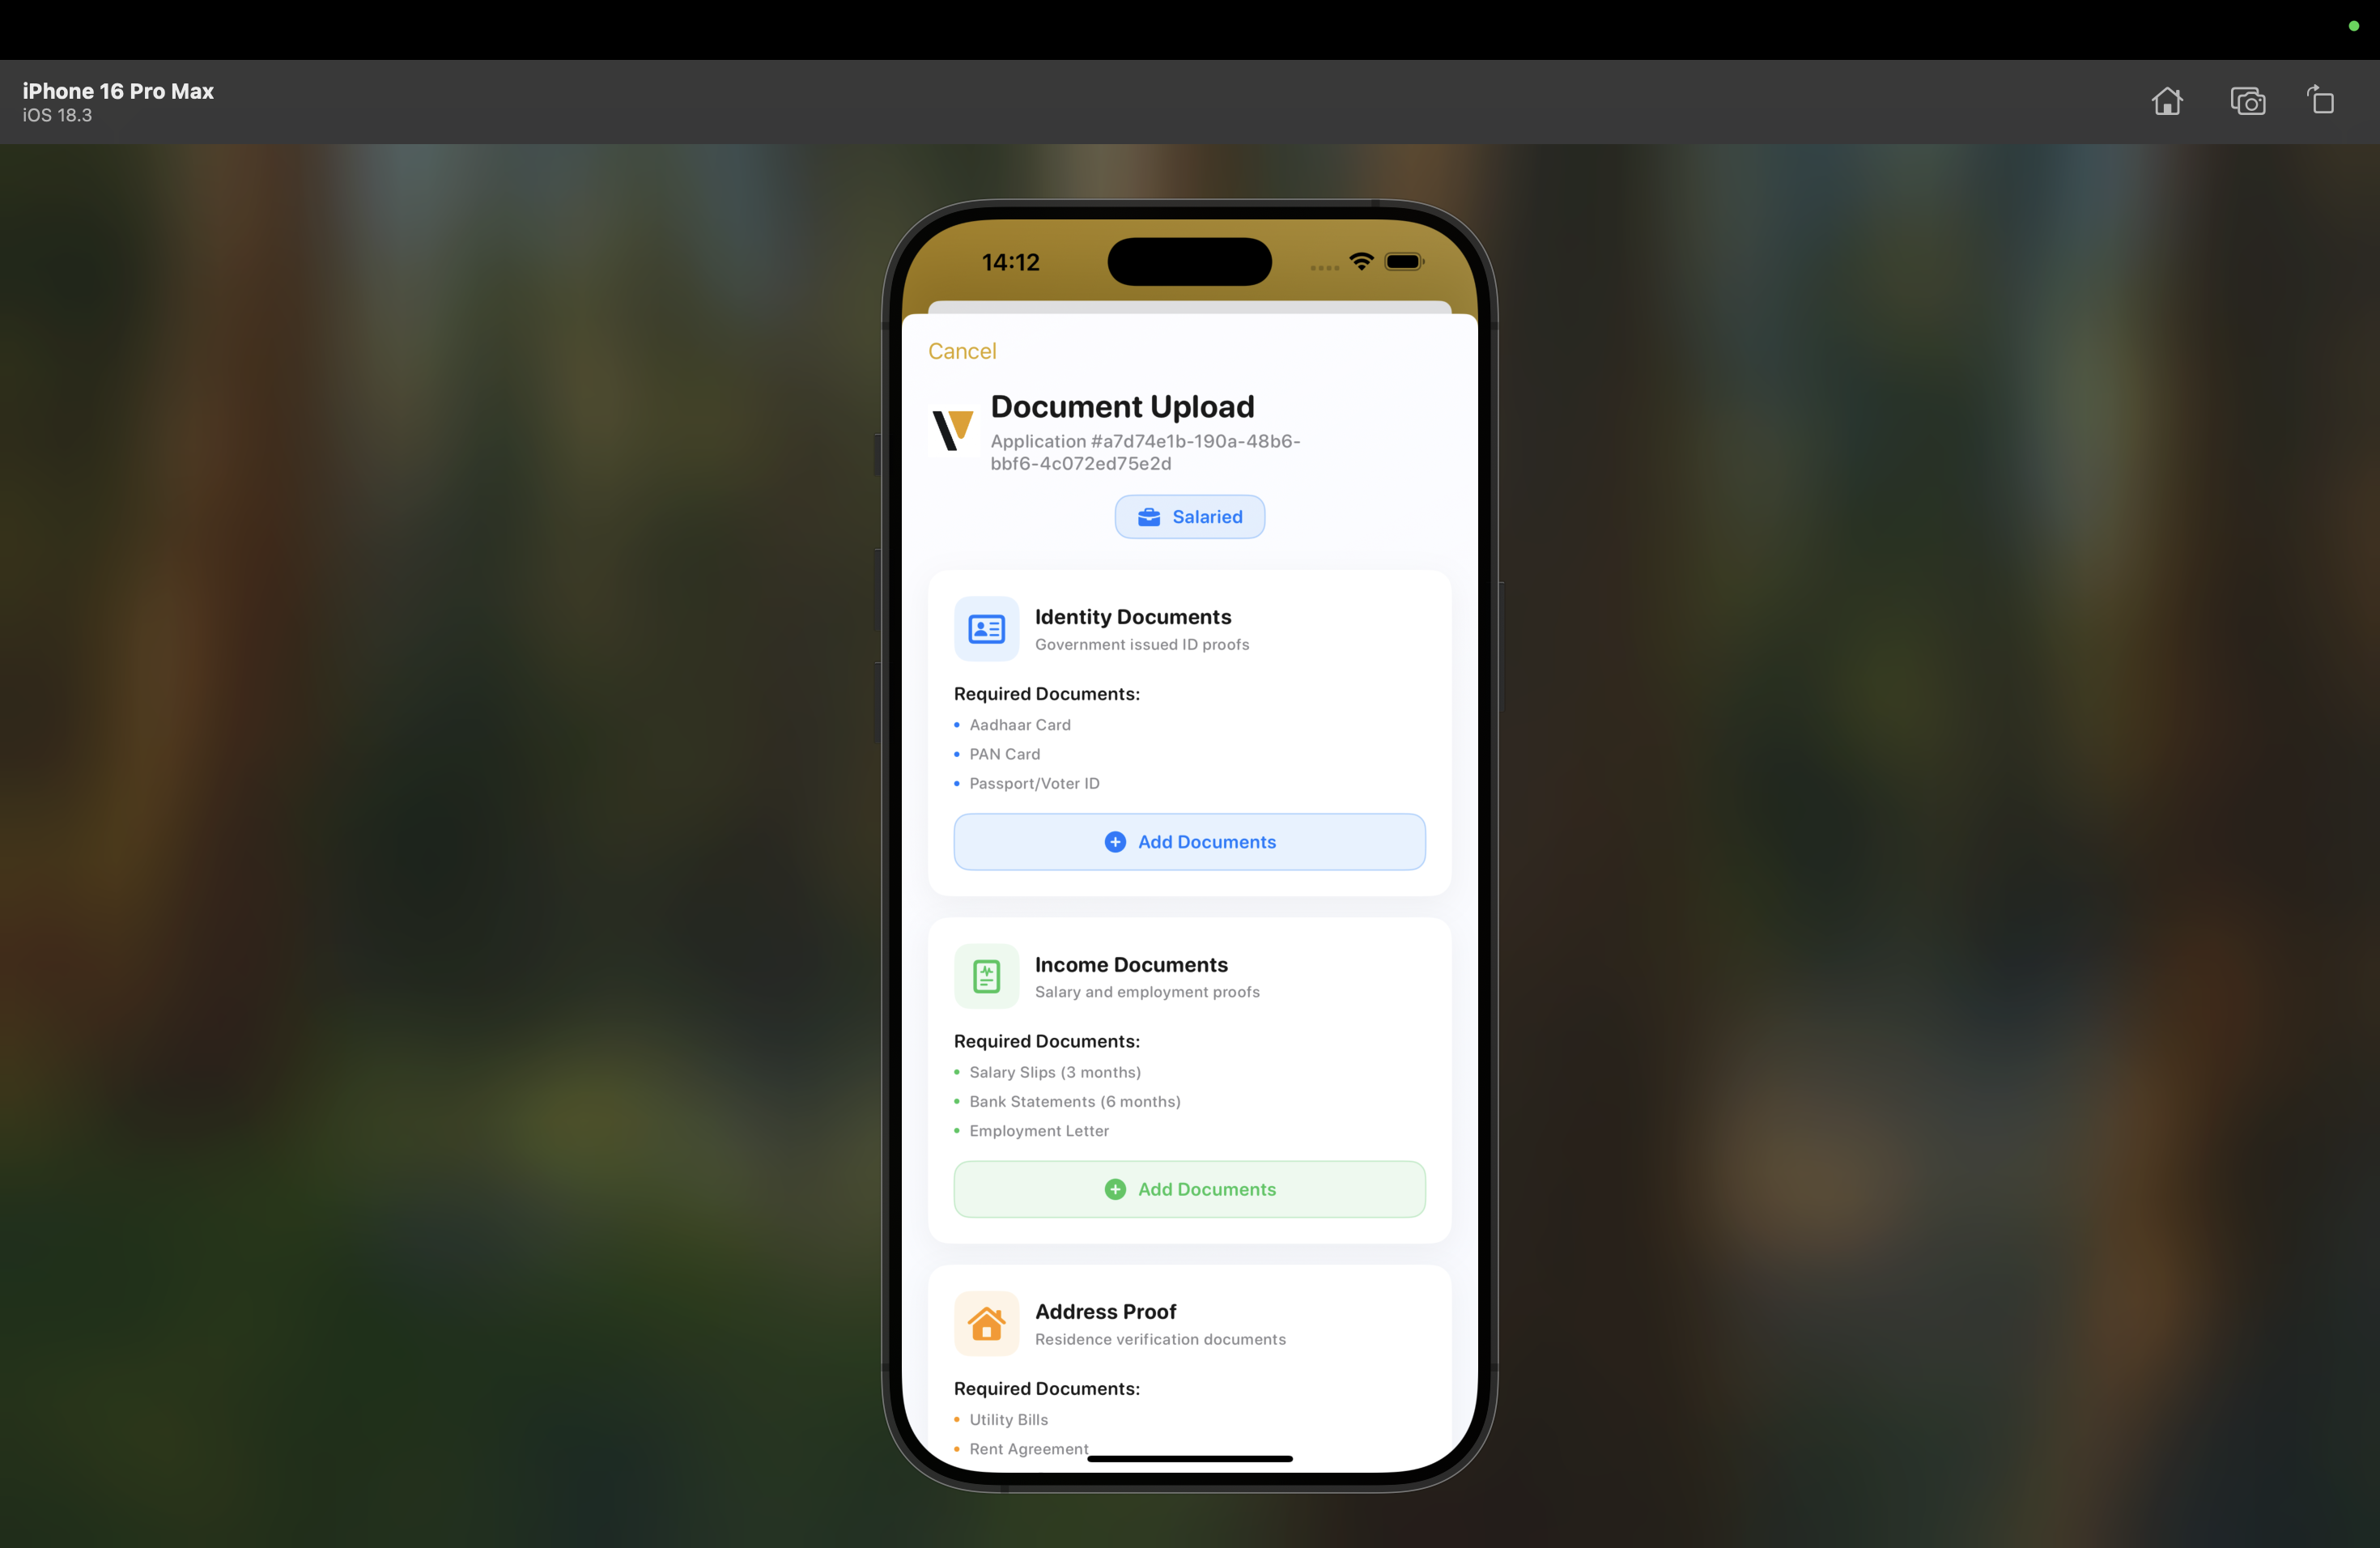 iPhone 16 Pro Max
iOS 18.3
14:12
Cancel
Document Upload
Application #a7d74e1b-190a-48b6-
bbf6-4c072ed75e2d
Salaried
Identity Documents
Government issued ID proofs
Required Documents:
• Aadhaar Card
• PAN Card
• Passport/Voter ID
Add Documents
Income Documents
Salary and employment proofs
Required Documents:
• Salary Slips (3 months)
• Bank Statements (6 months)
• Employment Letter
Add Documents
Address Proof
Residence verification documents
Required Documents:
• Utility Bills
• Rent Agreement